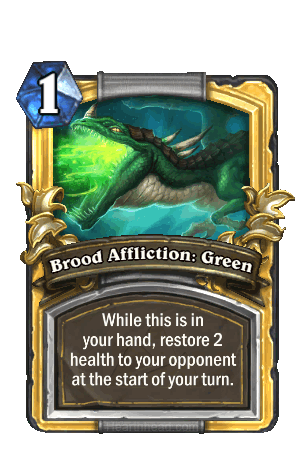 1
Brood Affliction: Green
While this is in
your hand, restore 2
health to your opponent
at the start of your turn.